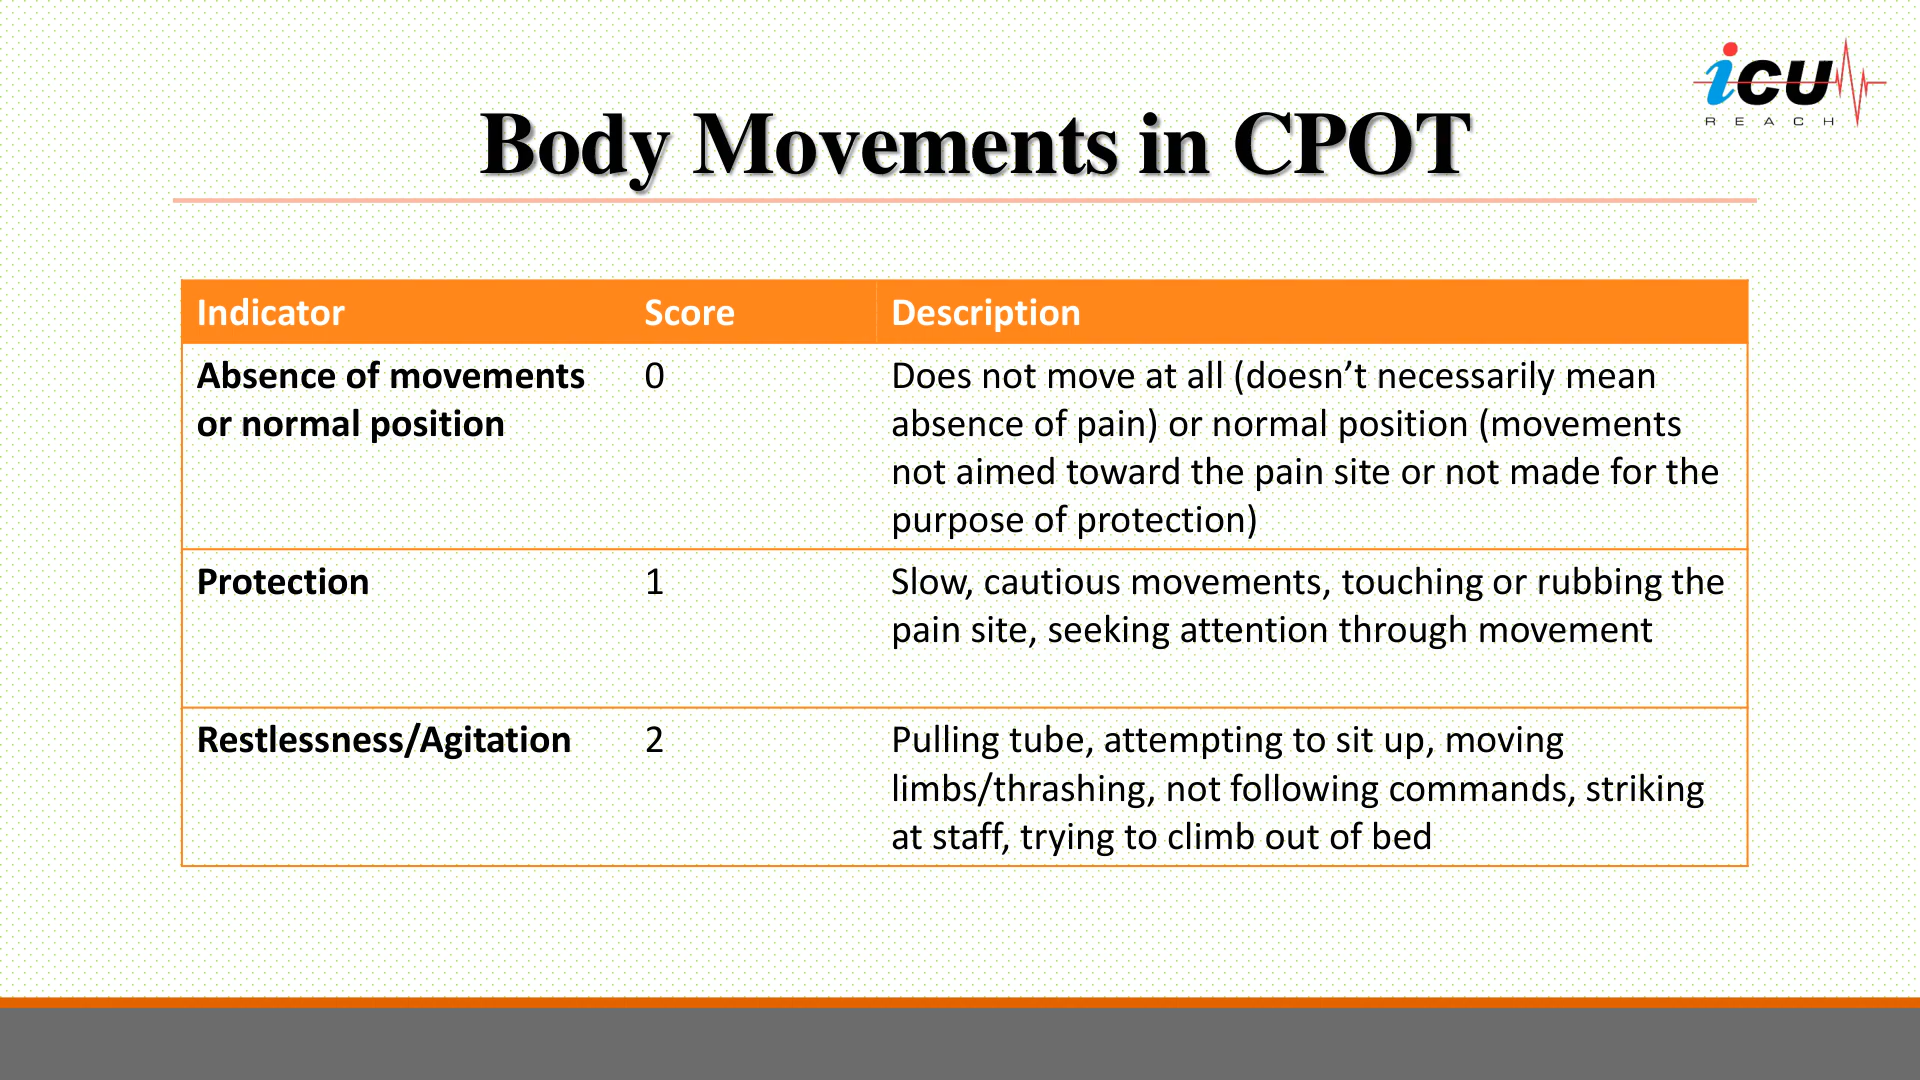 icu
REACH
Body Movements in CPOT
Indicator Score Description
Absence of movements 0 Does not move at all (doesn’t necessarily mean
or normal position absence of pain) or normal position (movements
not aimed toward the pain site or not made for the
purpose of protection)
Protection 1 Slow, cautious movements, touching or rubbing the
pain site, seeking attention through movement
Restlessness/Agitation 2 Pulling tube, attempting to sit up, moving
limbs/thrashing, not following commands, striking
at staff, trying to climb out of bed